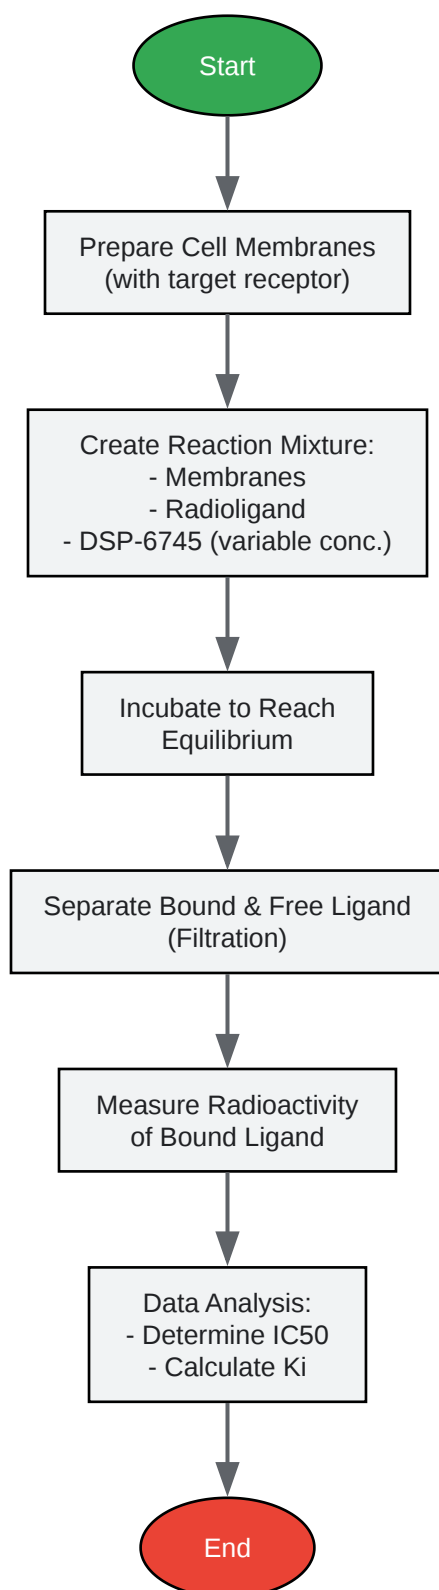 Start
Prepare Cell Membranes
(with target receptor)
Create Reaction Mixture:
- Membranes
- Radioligand
- DSP-6745 (variable conc.)
Incubate to Reach
Equilibrium
Separate Bound & Free Ligand
(Filtration)
Measure Radioactivity
of Bound Ligand
Data Analysis:
- Determine IC50
- Calculate Ki
End